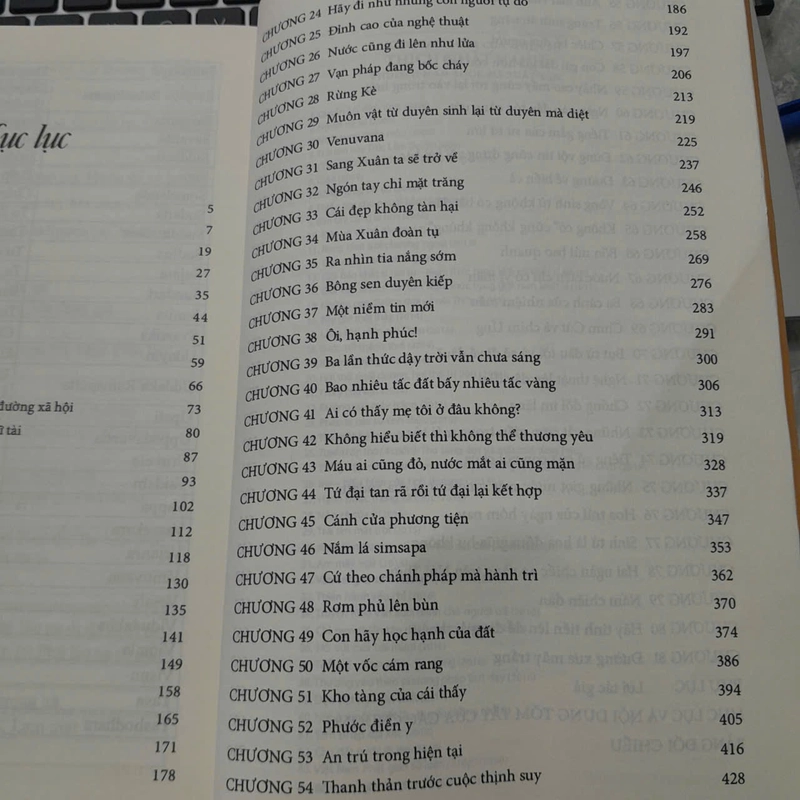 ục lục
5
7
19
27
35
44
51
59
66
đường xã hội 73
ĩ tài 80
87
93
102
112
118
130
135
141
149
158
165
171
178
CHƯƠNG 24 Hãy đi như những con người tự do 186
CHƯƠNG 25 Đỉnh cao của nghệ thuật 192
CHƯƠNG 26 Nước cũng đi lên như lửa 197
CHƯƠNG 27 Vạn pháp đang bốc cháy 206
CHƯƠNG 28 Rừng Kè 213
CHƯƠNG 29 Muôn vật từ duyên sinh lại từ duyên mà diệt 219
CHƯƠNG 30 Venuvana 225
CHƯƠNG 31 Sang Xuân ta sẽ trở về 237
CHƯƠNG 32 Ngón tay chỉ mặt trăng 246
CHƯƠNG 33 Cái đẹp không tàn hại 252
CHƯƠNG 34 Mùa Xuân đoàn tụ 258
CHƯƠNG 35 Ra nhìn tia nắng sớm 269
CHƯƠNG 36 Bông sen duyên kiếp 276
CHƯƠNG 37 Một niềm tin mới 283
CHƯƠNG 38 Ôi, hạnh phúc! 291
CHƯƠNG 39 Ba lần thức dậy trời vẫn chưa sáng 300
CHƯƠNG 40 Bao nhiêu tấc đất bấy nhiêu tấc vàng 306
CHƯƠNG 41 Ai có thấy mẹ tôi ở đâu không? 313
CHƯƠNG 42 Không hiểu biết thì không thể thương yêu 319
CHƯƠNG 43 Máu ai cũng đỏ, nước mắt ai cũng mặn 328
CHƯƠNG 44 Tứ đại tan rã rồi tứ đại lại kết hợp 337
CHƯƠNG 45 Cánh cửa phương tiện 347
CHƯƠNG 46 Nắm lá simsapa 353
CHƯƠNG 47 Cứ theo chánh pháp mà hành trì 362
CHƯƠNG 48 Rơm phủ lên bùn 370
CHƯƠNG 49 Con hãy học hạnh của đất 374
CHƯƠNG 50 Một vốc cám rang 386
CHƯƠNG 51 Kho tàng của cái thấy 394
CHƯƠNG 52 Phước điền y 405
CHƯƠNG 53 An trú trong hiện tại 416
CHƯƠNG 54 Thanh thản trước cuộc thịnh suy 428